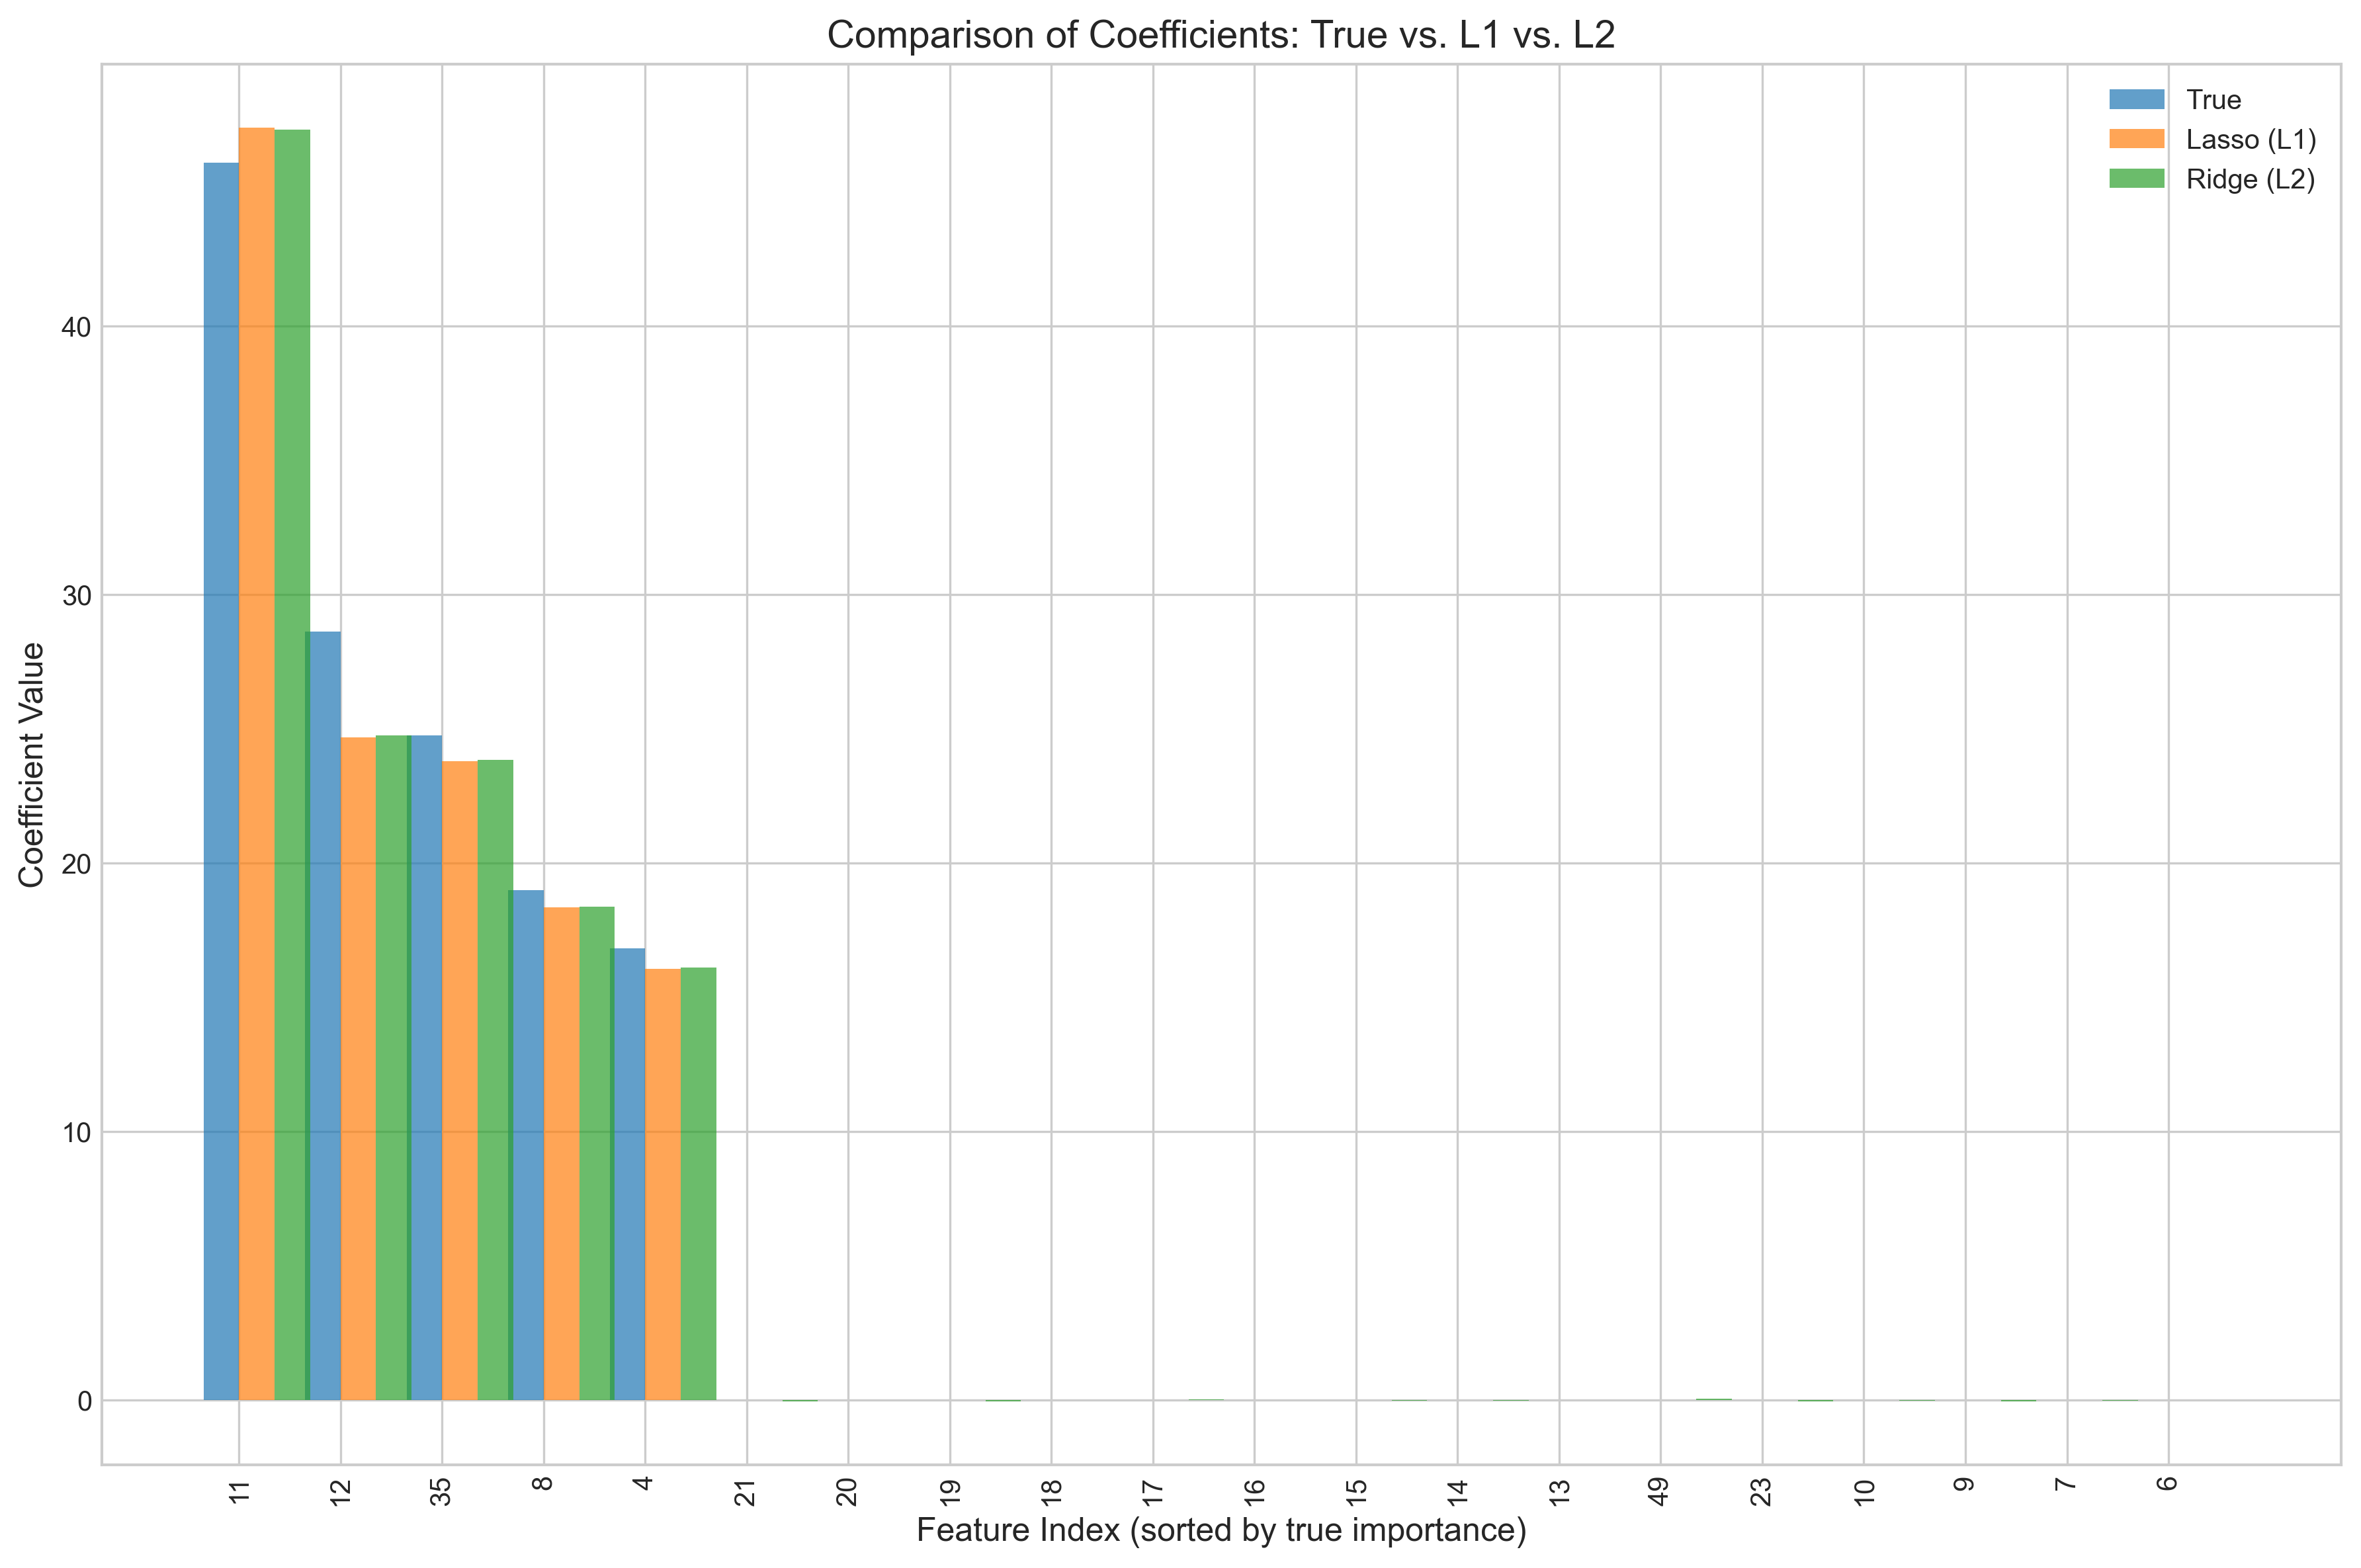 Comparison of Coefficients: True vs. L1 vs. L2
True
Lasso (L1)
Ridge (L2)
Coefficient Value
40
30
20
10
0
11 12 35 8 4 21 20 19 18 17 16 15 14 13 49 23 10 9 7 6
Feature Index (sorted by true importance)